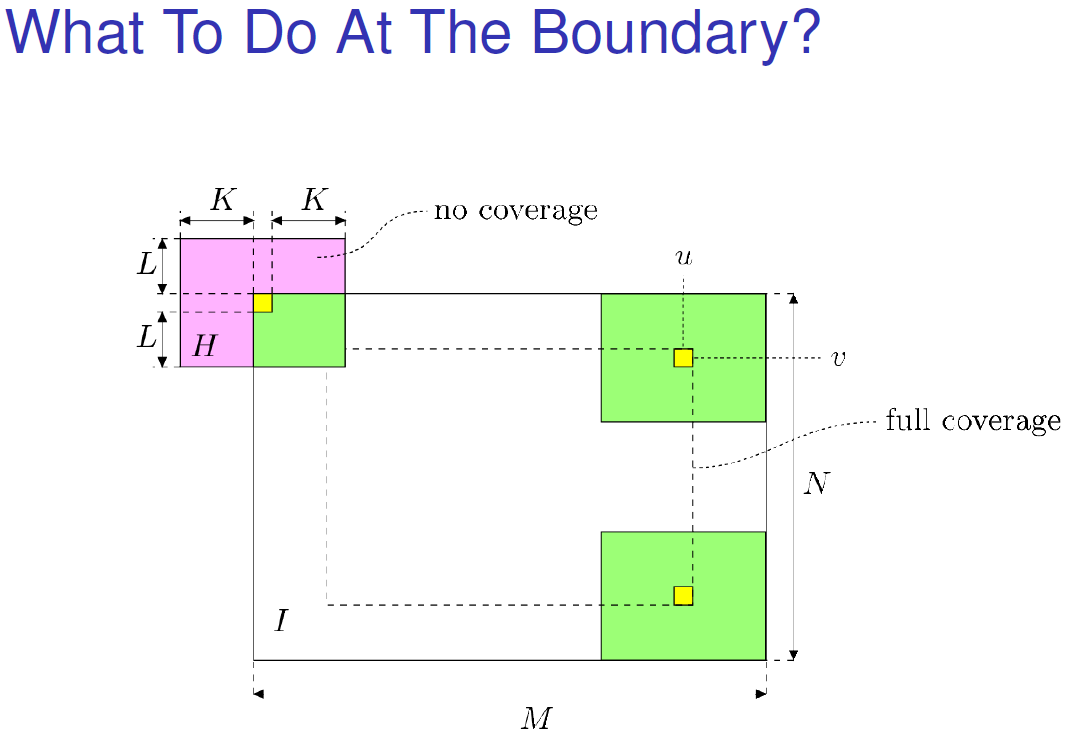 What To Do At The Boundary?
K K
no coverage
L
u
L
H
v
full coverage
N
I
M